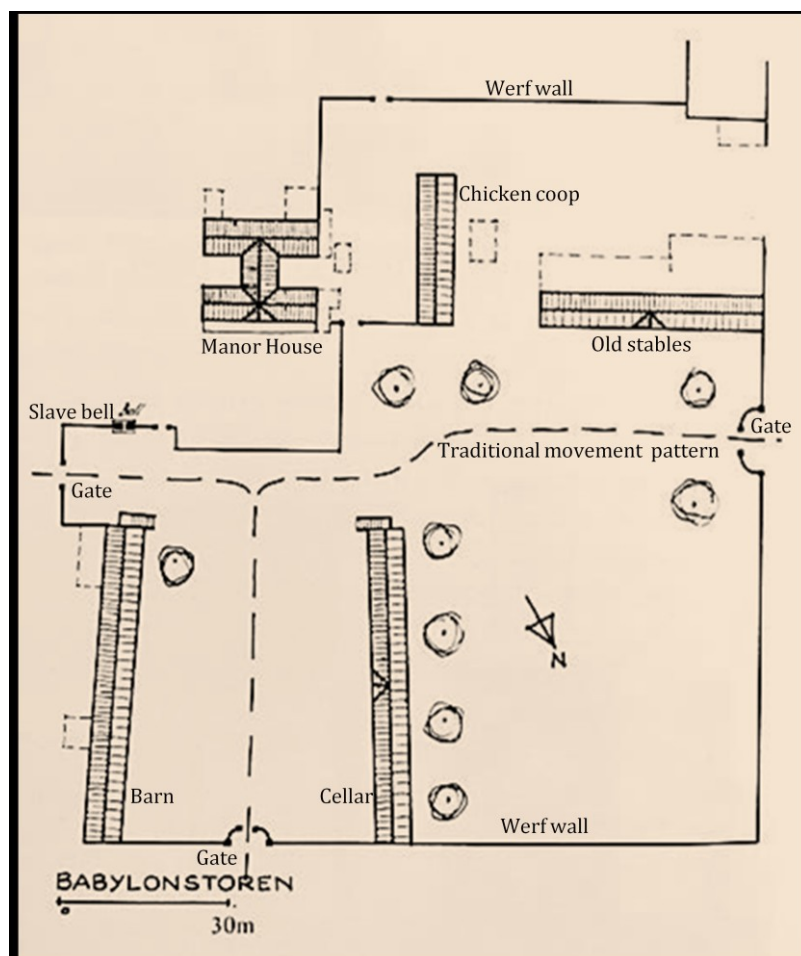 Werf wall
Chicken coop
Manor House
Old stables
Slave bell
Gate
Traditional movement pattern
Gate
N
Barn
Cellar
Werf wall
Gate
BABYLONSTOREN
0
30m